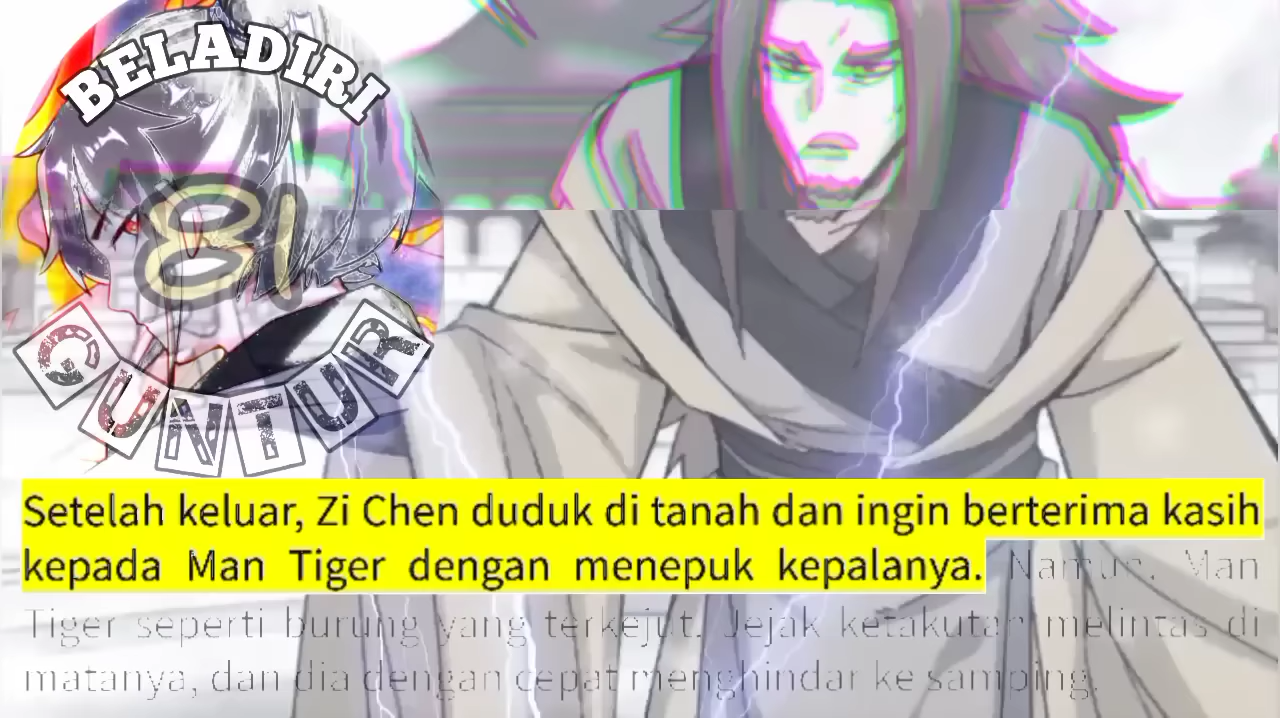 BELADIRI
81
GUNTUR
Setelah keluar, Zi Chen duduk di tanah dan ingin berterima kasih
kepada Man Tiger dengan menepuk kepalanya. Namun, Man
Tiger seperti burung yang terkejut. Jejak ketakutan melintas di
matanya, dan dia dengan cepat menghindar ke samping.